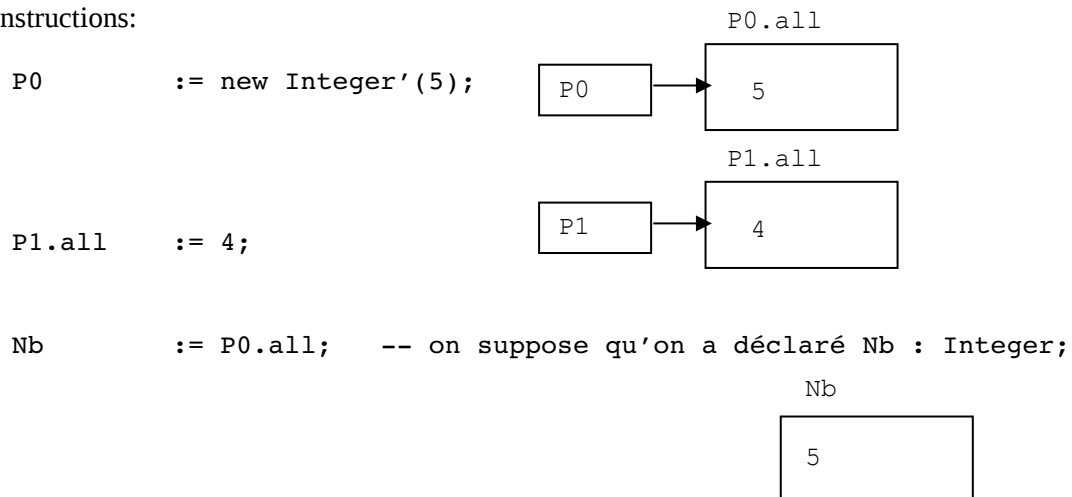 nstructions:
P0.all
P0 := new Integer’(5);
P0
5
P1.all
P1
4
P1.all := 4;
Nb := P0.all; -- on suppose qu’on a déclaré Nb : Integer;
Nb
5